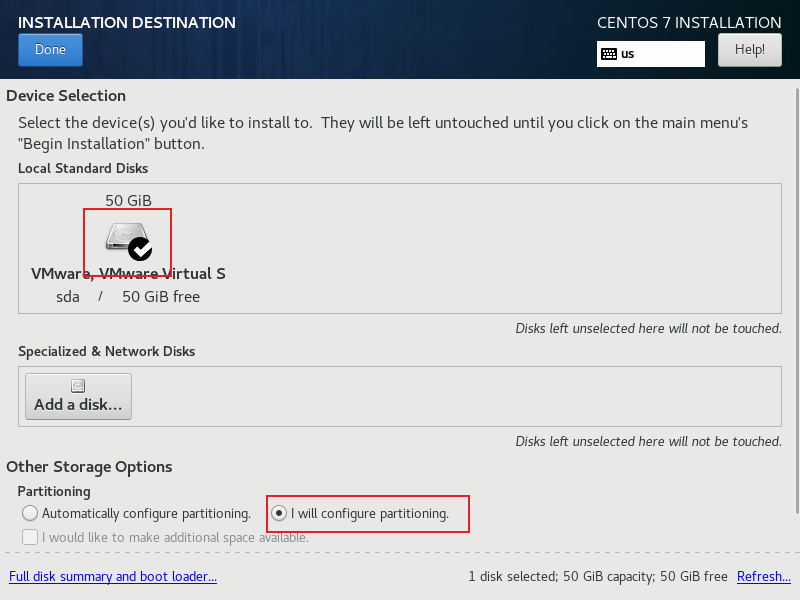 INSTALLATION DESTINATION
CENTOS 7 INSTALLATION
Done
us
Help!
Device Selection
Select the device(s) you'd like to install to.  They will be left untouched until you click on the main menu's
"Begin Installation" button.
Local Standard Disks
50 GiB
VMware, VMware Virtual S
sda / 50 GiB free
Disks left unselected here will not be touched.
Specialized & Network Disks
Add a disk...
Disks left unselected here will not be touched.
Other Storage Options
Partitioning
Automatically configure partitioning.
I will configure partitioning.
I would like to make additional space available.
Full disk summary and boot loader...
1 disk selected; 50 GiB capacity; 50 GiB free
Refresh...